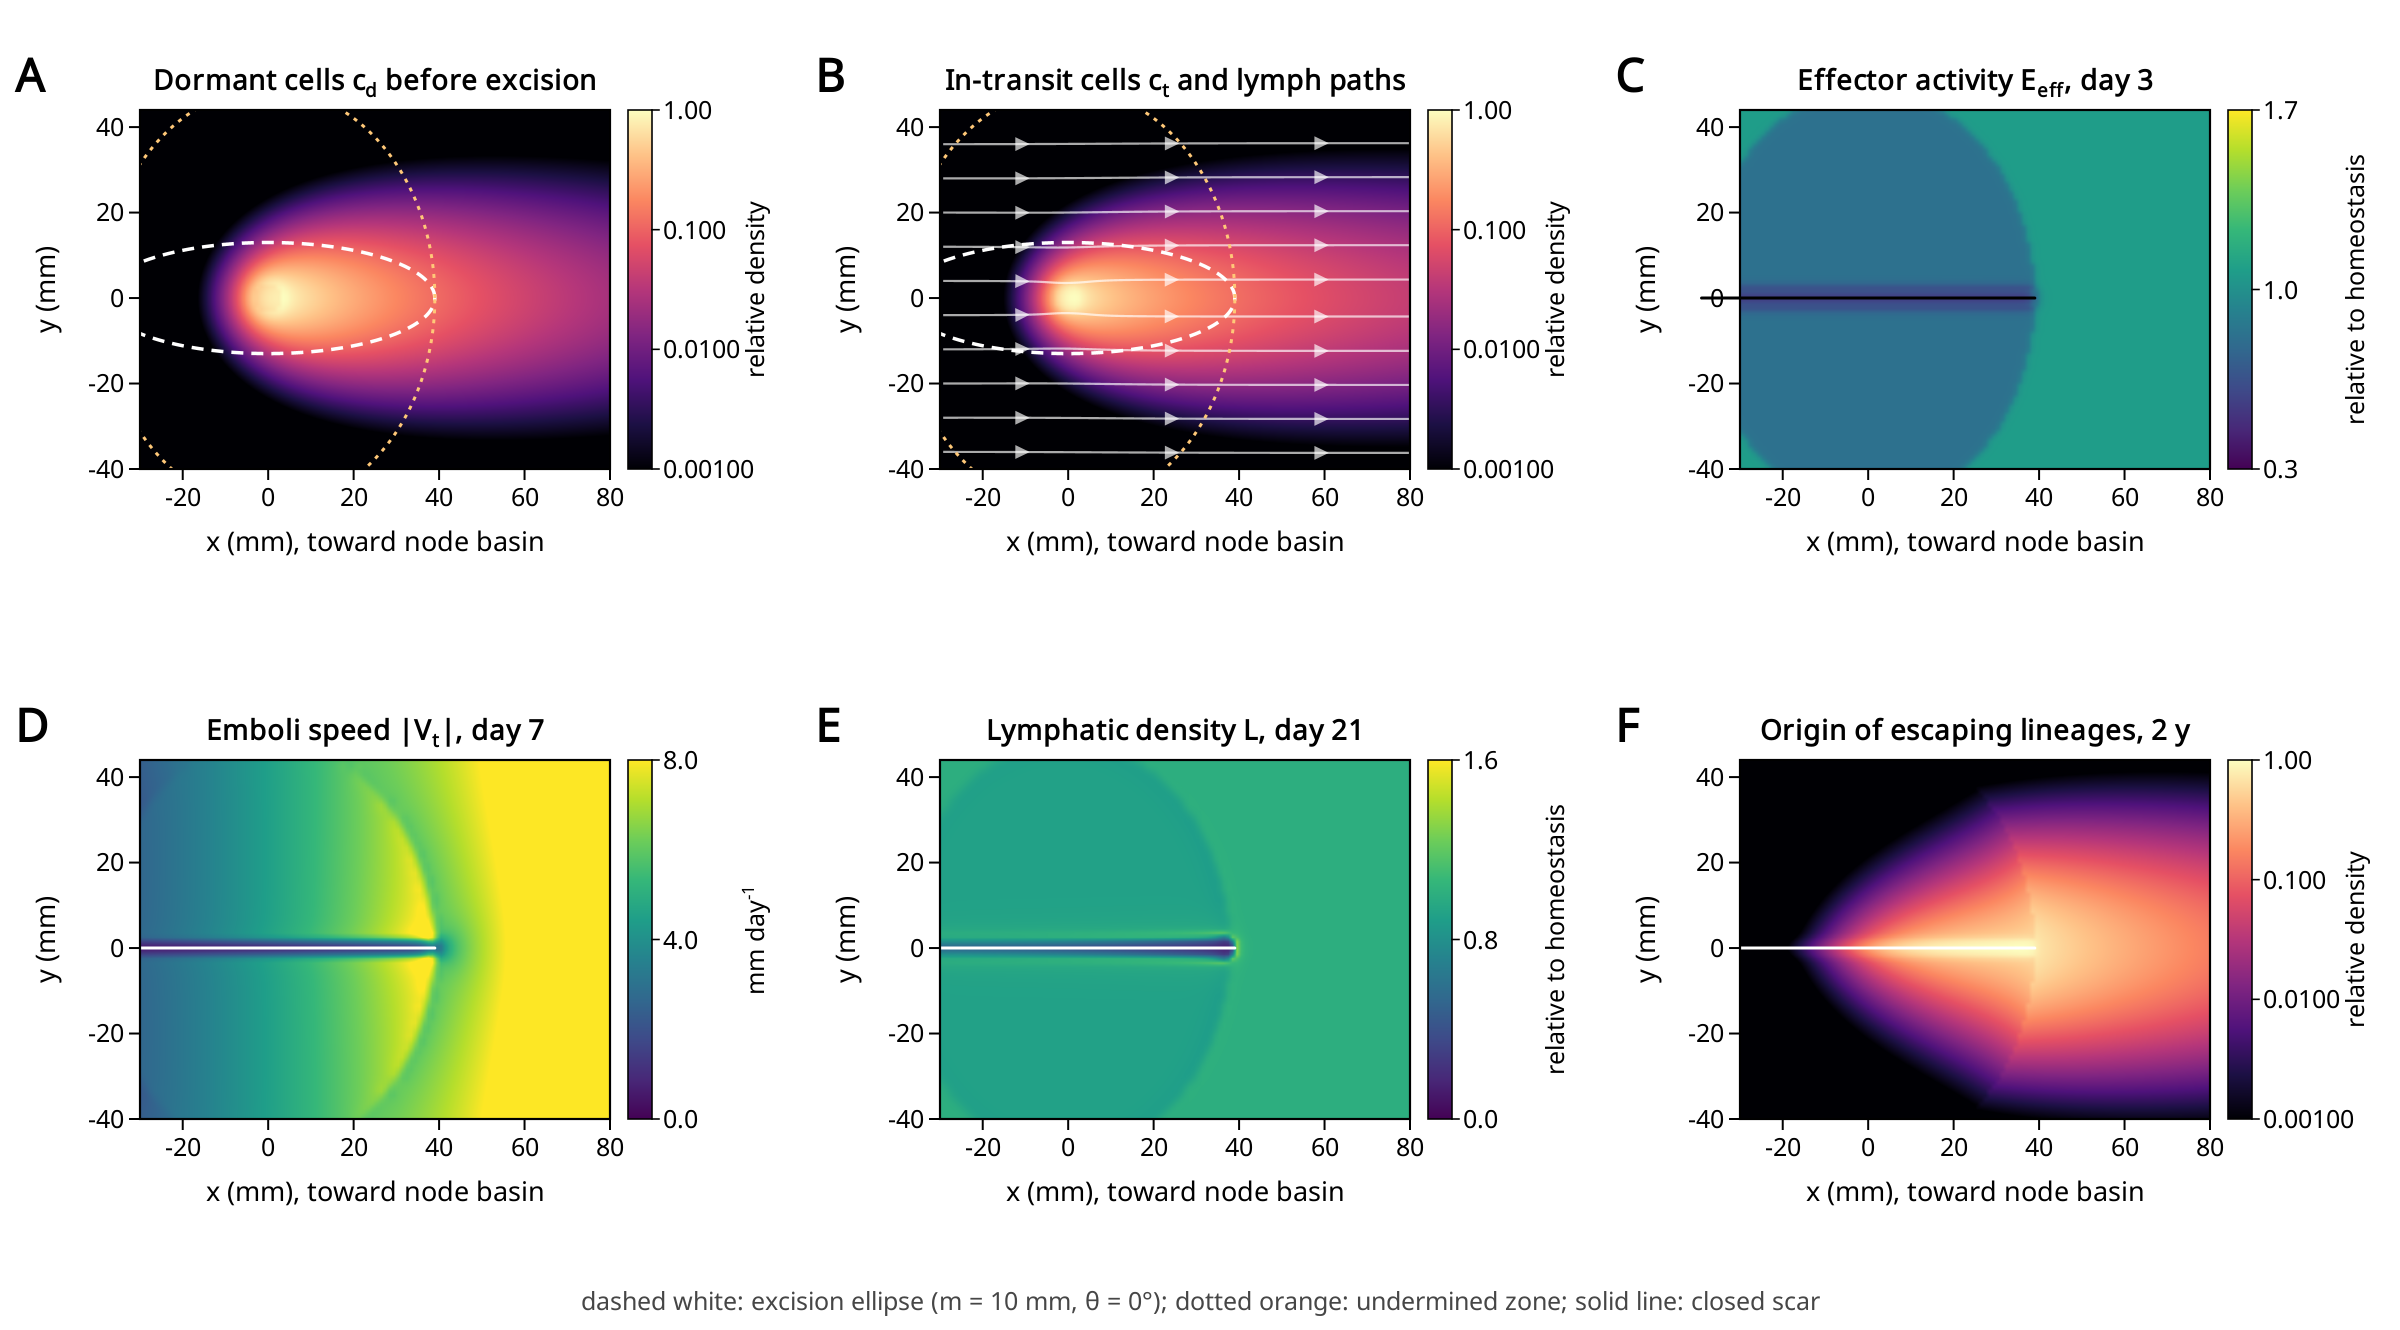 A
Dormant cells c_d before excision
40
20
0
-20
-40
-20 0 20 40 60 80
x (mm), toward node basin
y (mm)
1.00
0.100
0.0100
0.00100
relative density
B
In-transit cells c_t and lymph paths
40
20
0
-20
-40
-20 0 20 40 60 80
x (mm), toward node basin
y (mm)
1.00
0.100
0.0100
0.00100
relative density
C
Effector activity E_eff, day 3
40
20
0
-20
-40
-20 0 20 40 60 80
x (mm), toward node basin
y (mm)
1.7
1.0
0.3
relative to homeostasis
D
Emboli speed |V_t|, day 7
40
20
0
-20
-40
-20 0 20 40 60 80
x (mm), toward node basin
y (mm)
8.0
4.0
0.0
mm day⁻¹
E
Lymphatic density L, day 21
40
20
0
-20
-40
-20 0 20 40 60 80
x (mm), toward node basin
y (mm)
1.6
0.8
0.0
relative to homeostasis
F
Origin of escaping lineages, 2 y
40
20
0
-20
-40
-20 0 20 40 60 80
x (mm), toward node basin
y (mm)
1.00
0.100
0.0100
0.00100
relative density
dashed white: excision ellipse (m = 10 mm, θ = 0°); dotted orange: undermined zone; solid line: closed scar